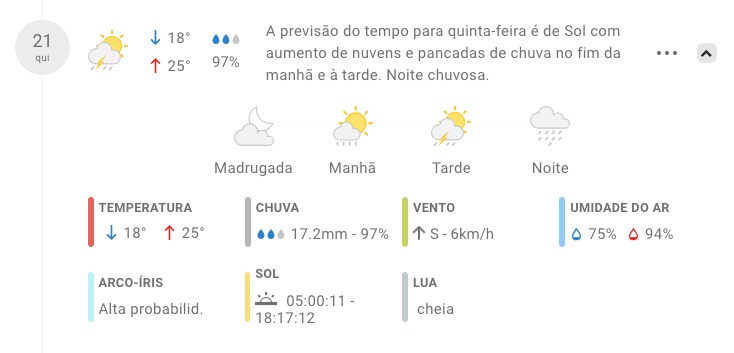 21
qui
18°
25°
97%
A previsão do tempo para quinta-feira é de Sol com
aumento de nuvens e pancadas de chuva no fim da
manhã e à tarde. Noite chuvosa.
Madrugada
Manhã
Tarde
Noite
TEMPERATURA
18° 25°
CHUVA
17.2mm - 97%
VENTO
S - 6km/h
UMIDADE DO AR
75% 94%
ARCO-ÍRIS
Alta probabilid.
SOL
05:00:11 -
18:17:12
LUA
cheia